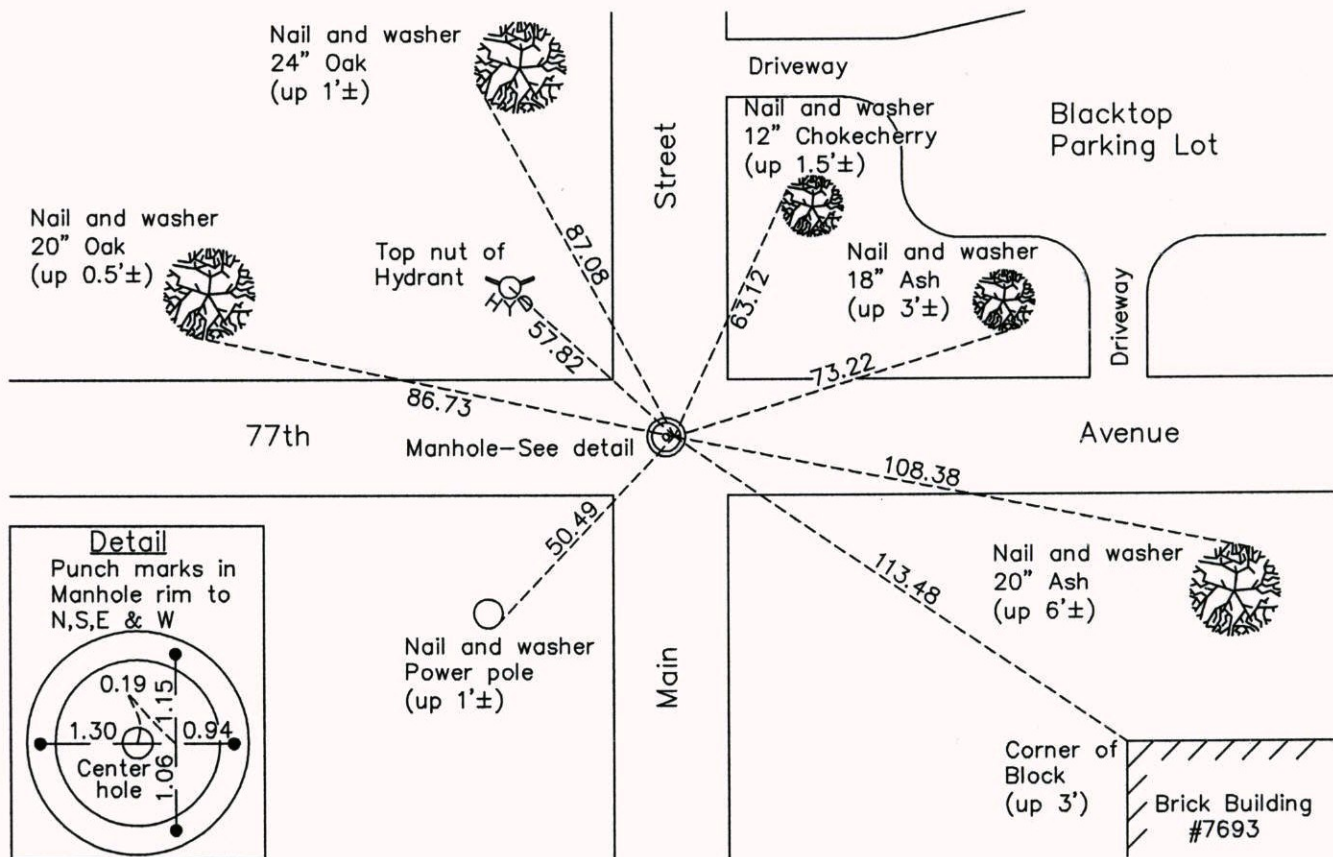 Nail and washer
24" Oak
(up 1'±)
Driveway
Nail and washer
12" Chokecherry
(up 1.5'±)
Blacktop
Parking Lot
Street
Nail and washer
20" Oak
(up 0.5'±)
Top nut of
Hydrant
HYD
87.08
57.82
63.12
Nail and washer
18" Ash
(up 3'±)
Driveway
73.22
86.73
77th
Manhole-See detail
Avenue
108.38
50.49
113.48
Nail and washer
20" Ash
(up 6'±)
Nail and washer
Power pole
(up 1'±)
Main
Corner of
Block
(up 3')
Brick Building
#7693
Detail
Punch marks in
Manhole rim to
N,S,E & W
0.19
1.15
1.30
0.94
Center
hole
1.06